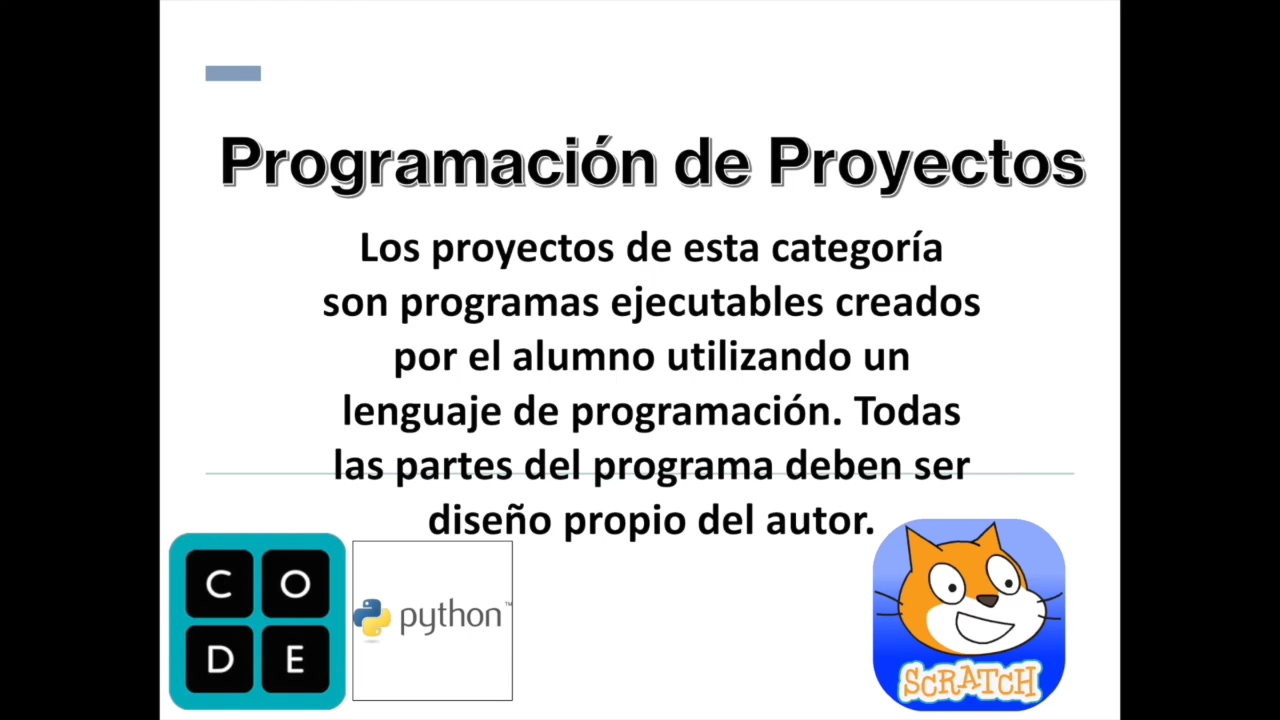 Programación de Proyectos
Los proyectos de esta categoría
son programas ejecutables creados
por el alumno utilizando un
lenguaje de programación. Todas
las partes del programa deben ser
diseño propio del autor.
C O
D E
python™
SCRATCH